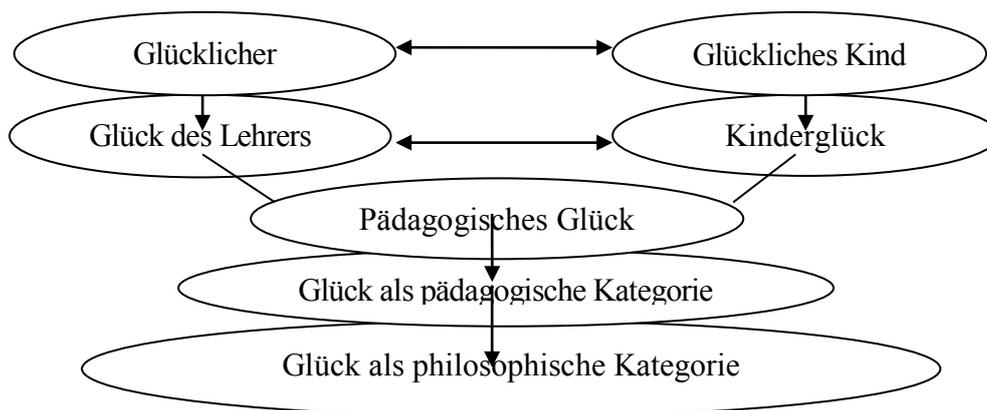 Glücklicher
Glückliches Kind
Glück des Lehrers
Kinderglück
Pädagogisches Glück
Glück als pädagogische Kategorie
Glück als philosophische Kategorie